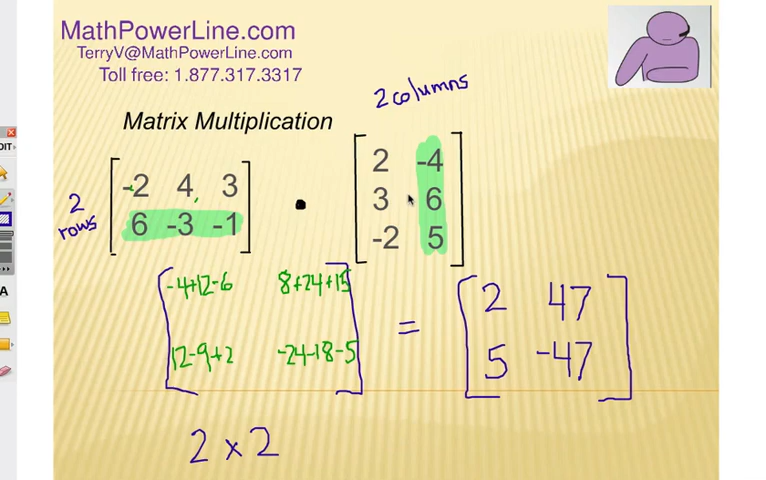 MathPowerLine.com
TerryV@MathPowerLine.com
Toll free: 1.877.317.3317
2 columns
Matrix Multiplication
2 rows
-2 4, 3
6 -3 -1
•
2 -4
3 6
-2 5
-4+12-6 8+24+15
12-9+2 -24-18-5
=
2 47
5 -47
2 x 2
DIT
A